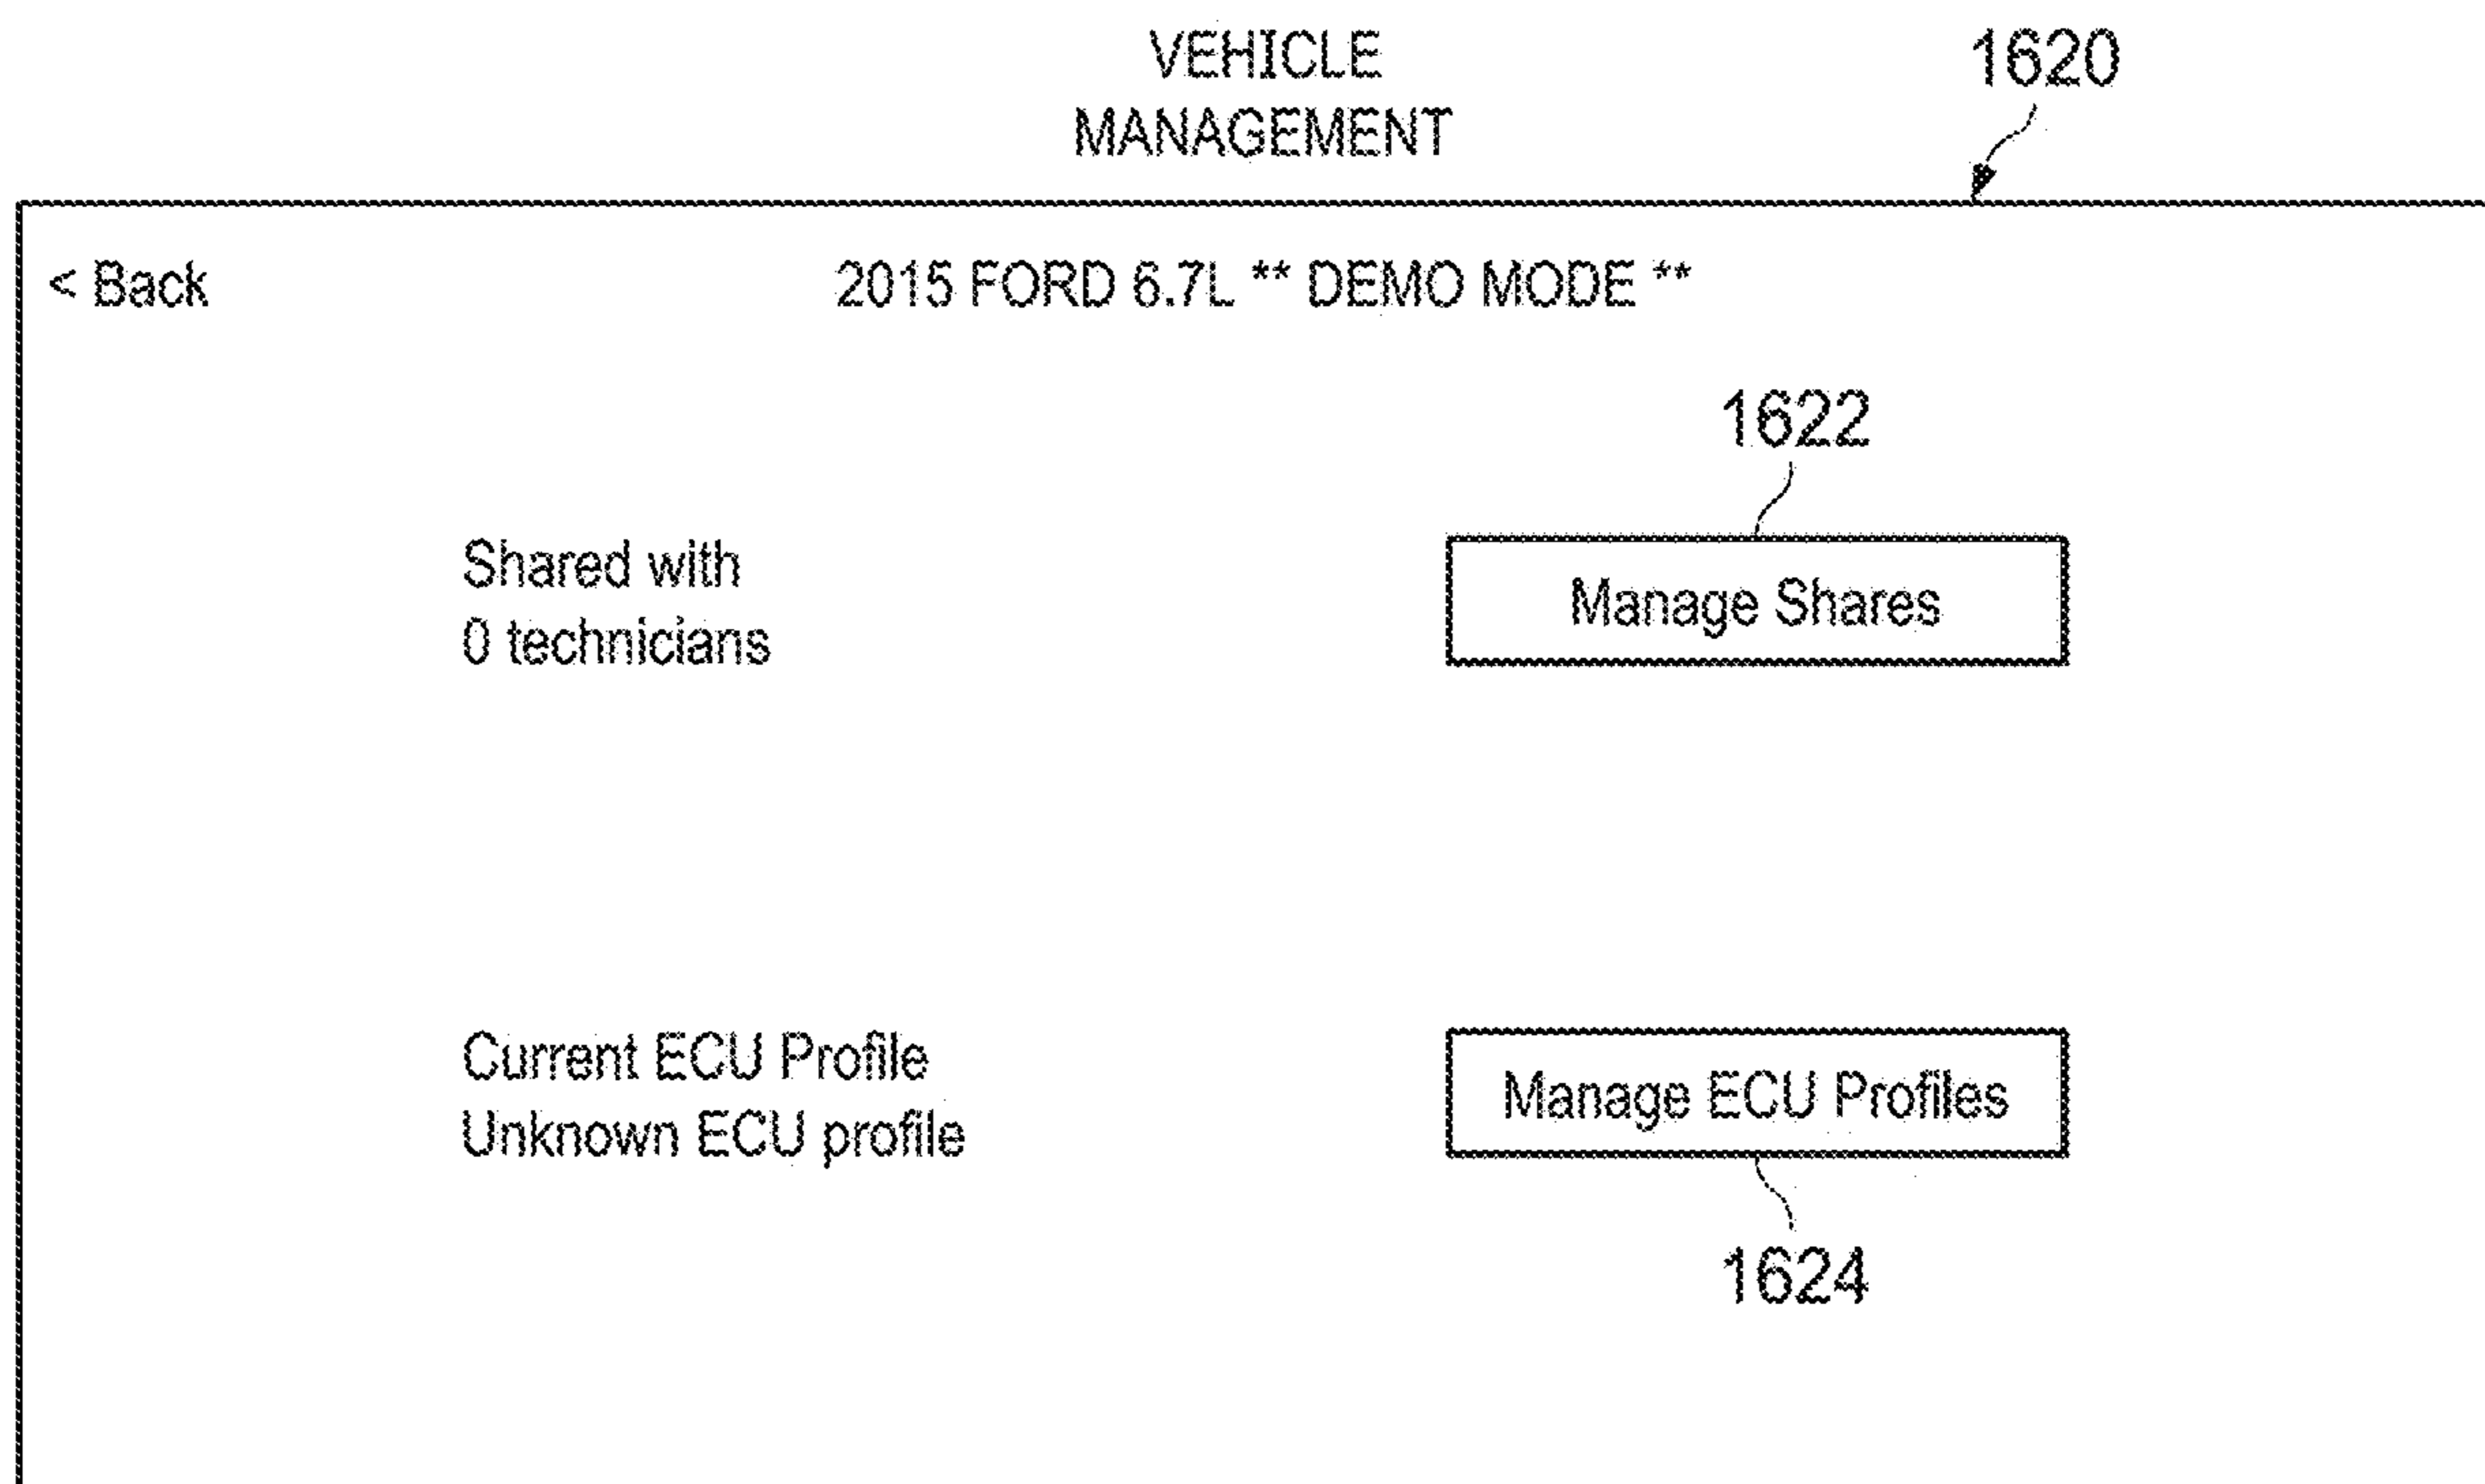 VEHICLE
MANAGEMENT
1620
< Back
2015 FORD 6.7L ** DEMO MODE **
1622
Shared with
0 technicians
Manage Shares
Current ECU Profile
Unknown ECU profile
Manage ECU Profiles
1624